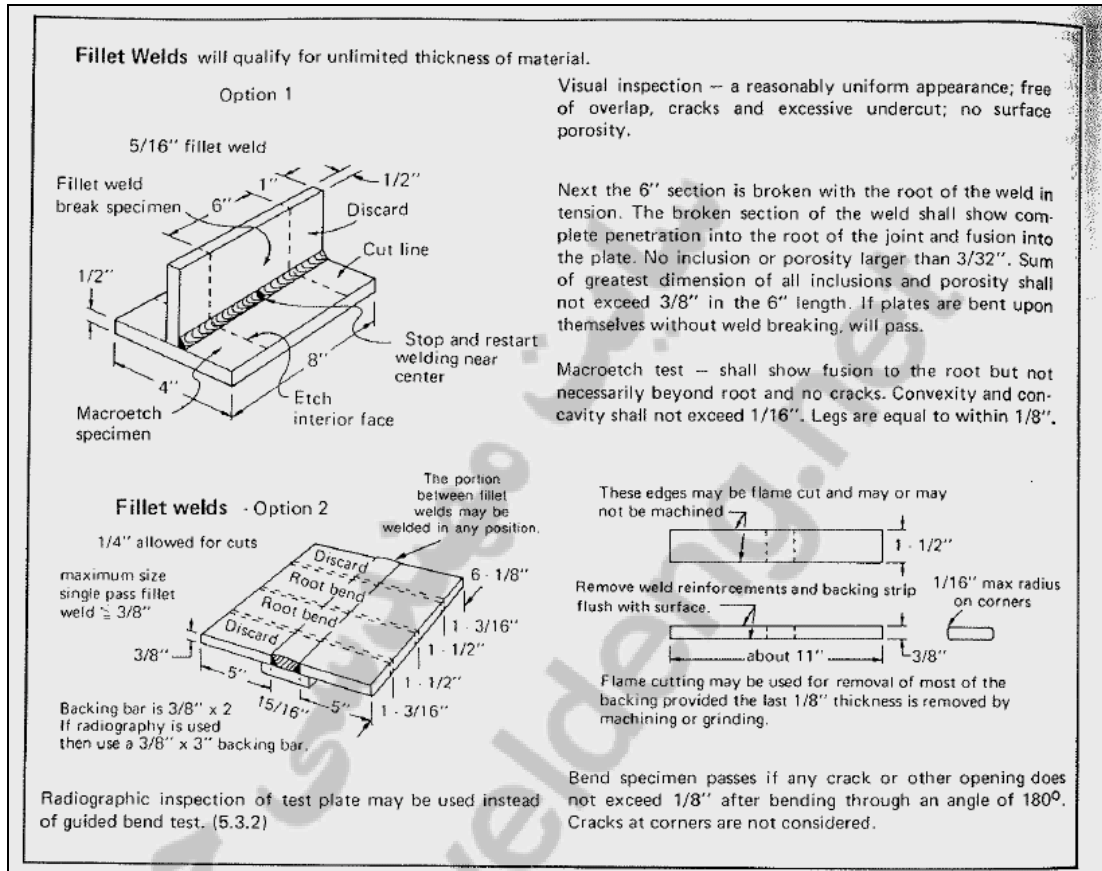 Fillet Welds will qualify for unlimited thickness of material.
Option 1
5/16" fillet weld
Fillet weld
break specimen
6"
1"
1/2"
Discard
Cut line
1/2"
Stop and restart
welding near
center
8"
4"
Etch
interior face
Macroetch
specimen
Visual inspection — a reasonably uniform appearance; free
of overlap, cracks and excessive undercut; no surface
porosity.
Next the 6" section is broken with the root of the weld in
tension. The broken section of the weld shall show com-
plete penetration into the root of the joint and fusion into
the plate. No inclusion or porosity larger than 3/32". Sum
of greatest dimension of all inclusions and porosity shall
not exceed 3/8" in the 6" length. If plates are bent upon
themselves without weld breaking, will pass.
Macroetch test — shall show fusion to the root but not
necessarily beyond root and no cracks. Convexity and con-
cavity shall not exceed 1/16". Legs are equal to within 1/8".
Fillet welds - Option 2
The portion
between fillet
welds may be
welded in any position.
1/4" allowed for cuts
maximum size
single pass fillet
weld ≦ 3/8"
Discard
Root bend
Root bend
Discard
6 - 1/8"
1 - 3/16"
1 - 1/2"
1 - 1/2"
1 - 3/16"
3/8"
5"
15/16"
5"
Backing bar is 3/8" x 2
If radiography is used
then use a 3/8" x 3" backing bar.
Radiographic inspection of test plate may be used instead
of guided bend test. (5.3.2)
These edges may be flame cut and may or may
not be machined
1 - 1/2"
Remove weld reinforcements and backing strip
flush with surface.
1/16" max radius
on corners
about 11"
3/8"
Flame cutting may be used for removal of most of the
backing provided the last 1/8" thickness is removed by
machining or grinding.
Bend specimen passes if any crack or other opening does
not exceed 1/8" after bending through an angle of 180º.
Cracks at corners are not considered.
weldeng.net